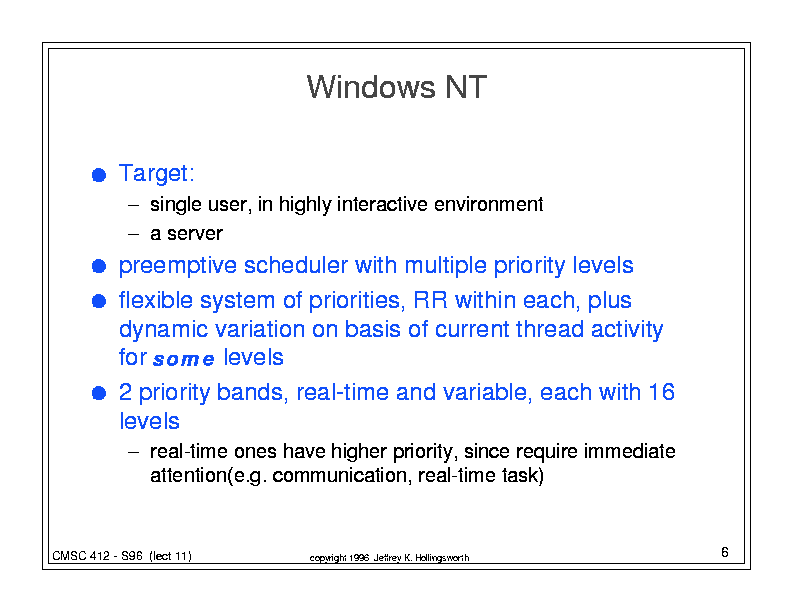 Windows NT
● Target:
– single user, in highly interactive environment
– a server
● preemptive scheduler with multiple priority levels
● flexible system of priorities, RR within each, plus
dynamic variation on basis of current thread activity
for some levels
● 2 priority bands, real-time and variable, each with 16
levels
– real-time ones have higher priority, since require immediate
attention(e.g. communication, real-time task)
CMSC 412 - S96 (lect 11)
copyright 1996 Jeffrey K. Hollingsworth
6